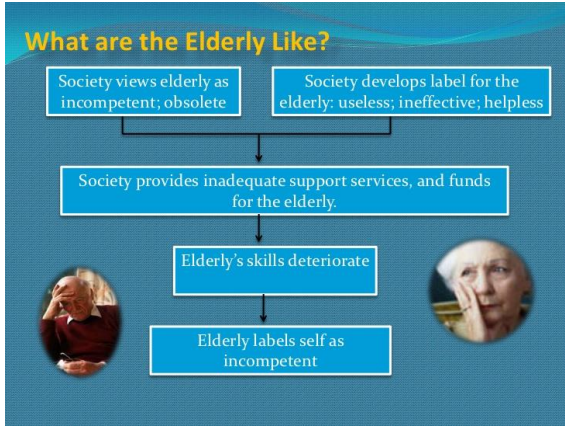 What are the Elderly Like?
Society views elderly as
incompetent; obsolete
Society develops label for the
elderly: useless; ineffective; helpless
Society provides inadequate support services, and funds
for the elderly.
Elderly's skills deteriorate
Elderly labels self as
incompetent